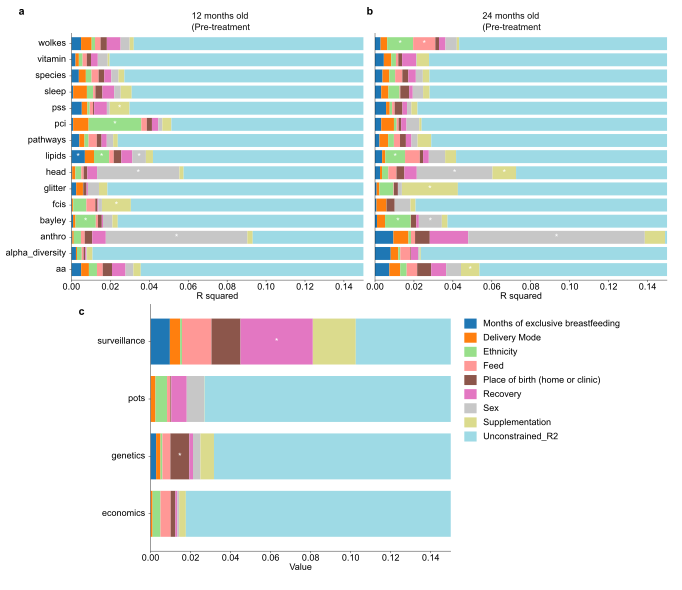 a
12 months old
(Pre-treatment
b
24 months old
(Pre-treatment
wolkes
vitamin
species
sleep
pss
pci
pathways
lipids
head
glitter
fcis
bayley
anthro
alpha_diversity
aa
0.00 0.02 0.04 0.06 0.08 0.10 0.12 0.14
R squared
0.00 0.02 0.04 0.06 0.08 0.10 0.12 0.14
R squared
c
surveillance
pots
genetics
economics
0.00 0.02 0.04 0.06 0.08 0.10 0.12 0.14
Value
Months of exclusive breastfeeding
Delivery Mode
Ethnicity
Feed
Place of birth (home or clinic)
Recovery
Sex
Supplementation
Unconstrained_R2